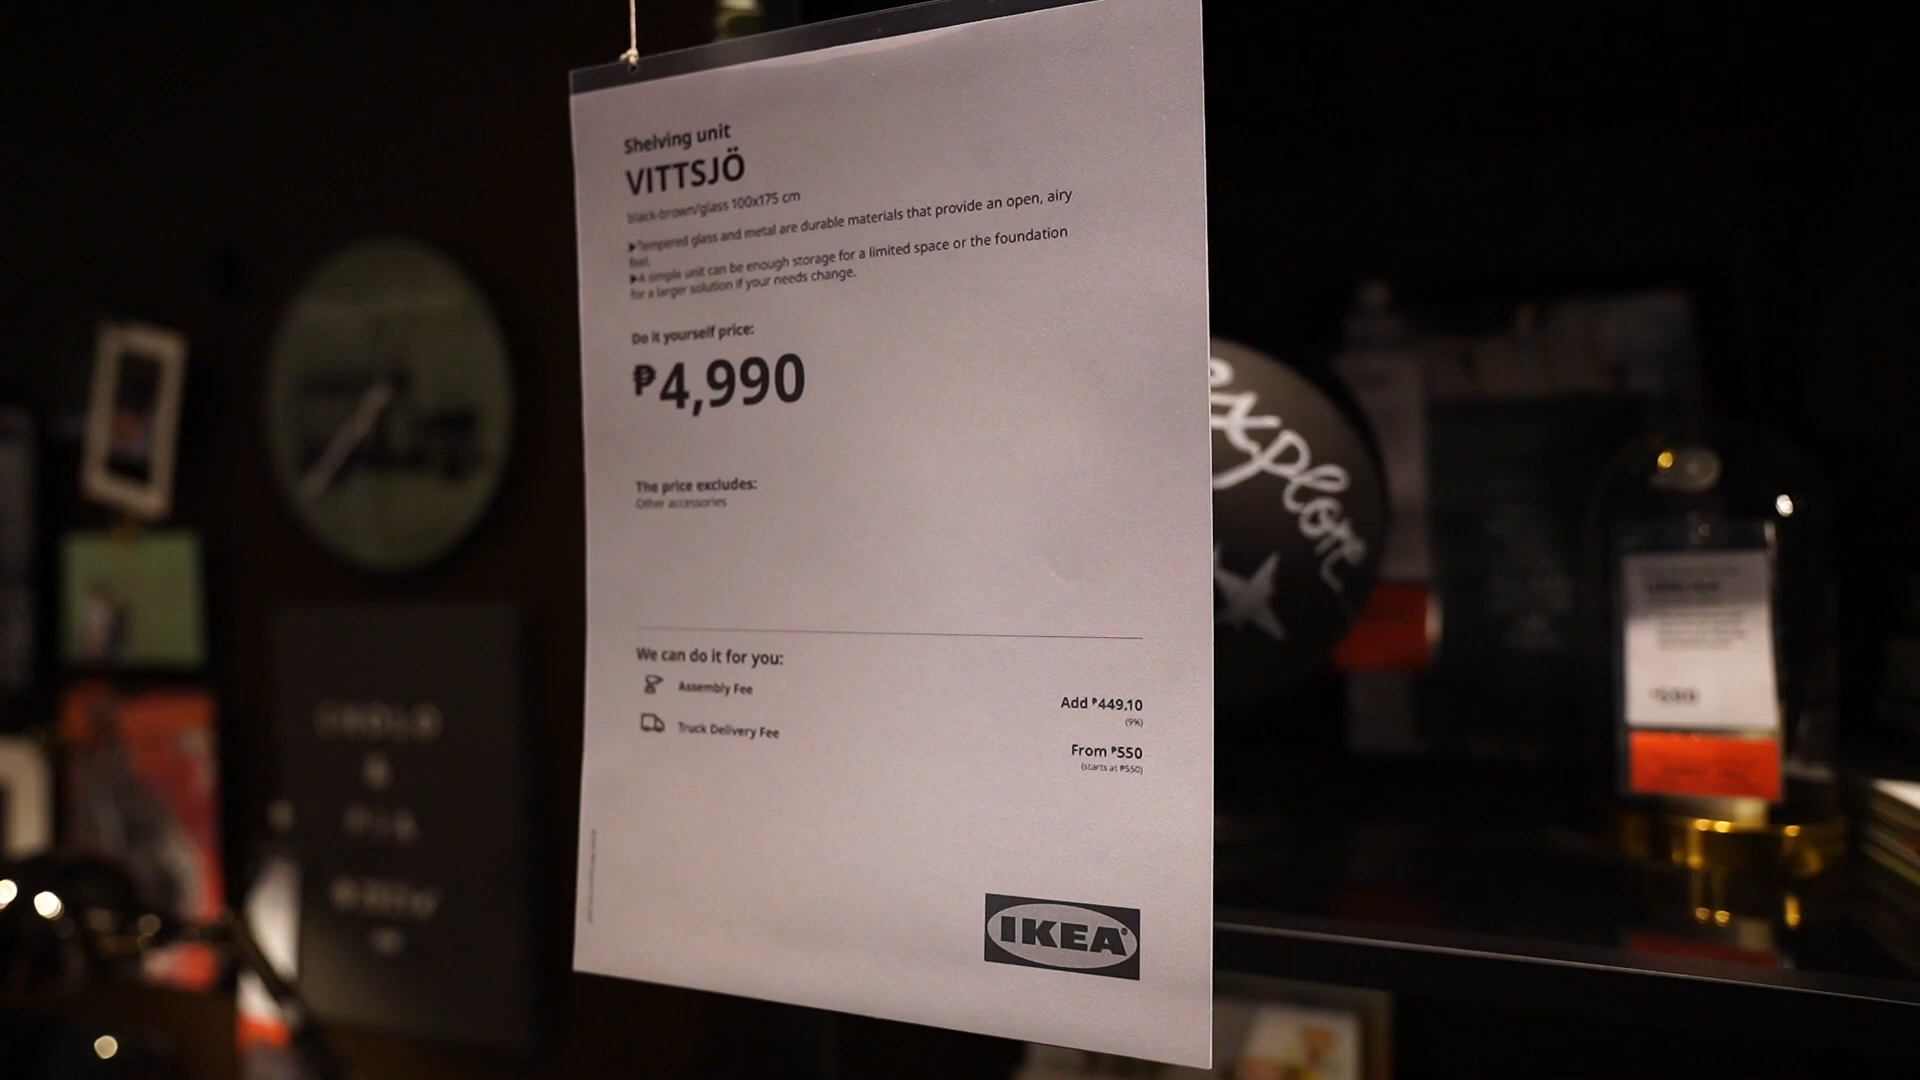 Shelving unit
VITTSJÖ
black-brown/glass 100x175 cm
▶Tempered glass and metal are durable materials that provide an open, airy
feel.
▶A simple unit can be enough storage for a limited space or the foundation
for a larger solution if your needs change.
Do it yourself price:
₱4,990
The price excludes:
Other accessories
We can do it for you:
Assembly Fee
Add ₱449.10
(9%)
Truck Delivery Fee
From ₱550
(starts at ₱550)
IKEA
explore